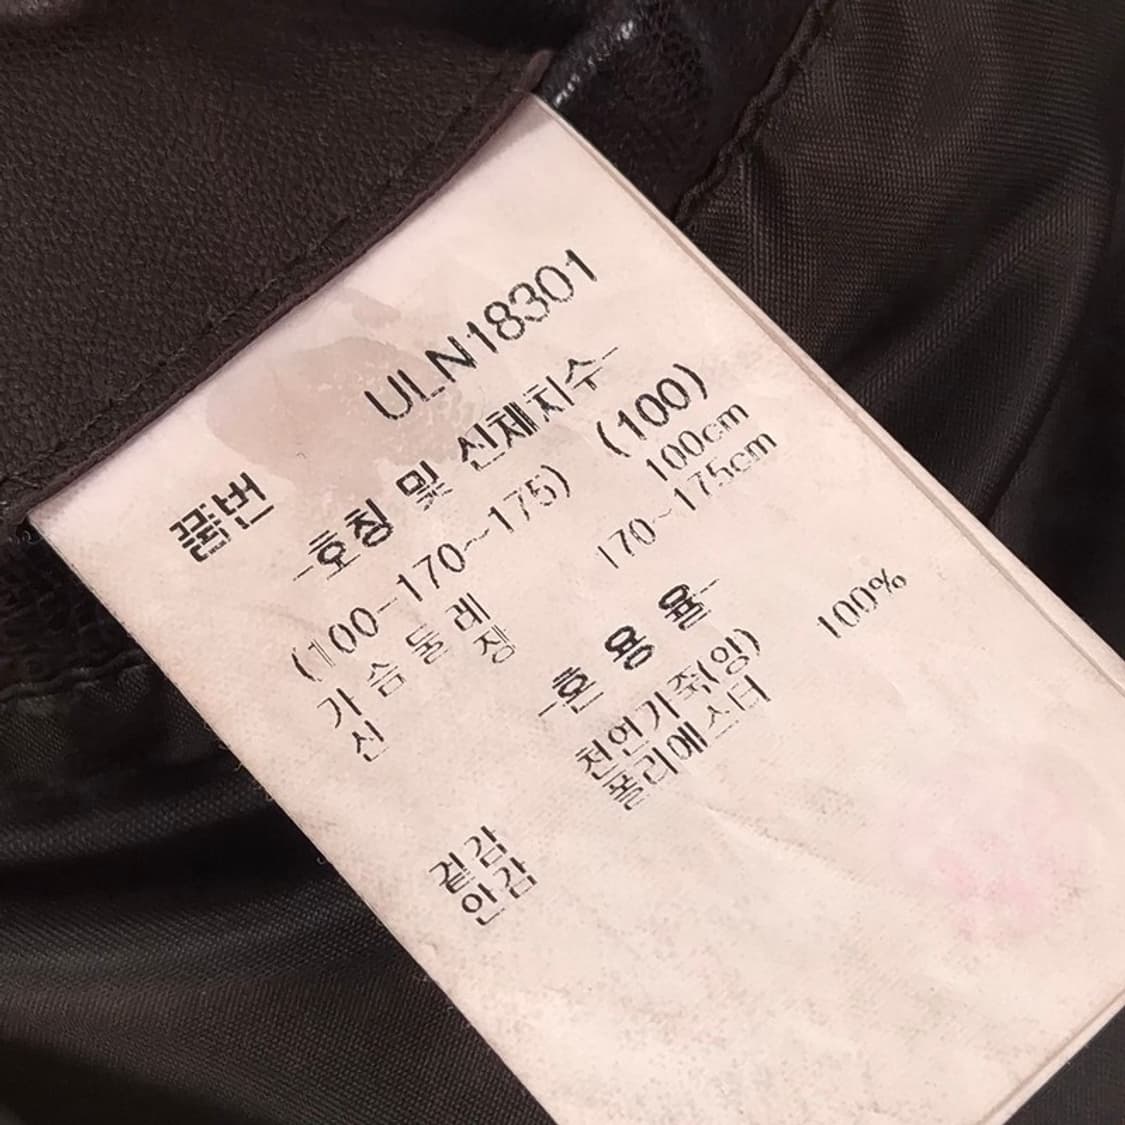 품번 ULN18301
-호칭 및 신체치수-
(100-170~175) (100)
가슴둘레 100cm
신 장 170~175cm
-혼용율-
겉감 천연가죽(양)
안감 폴리에스터 100%